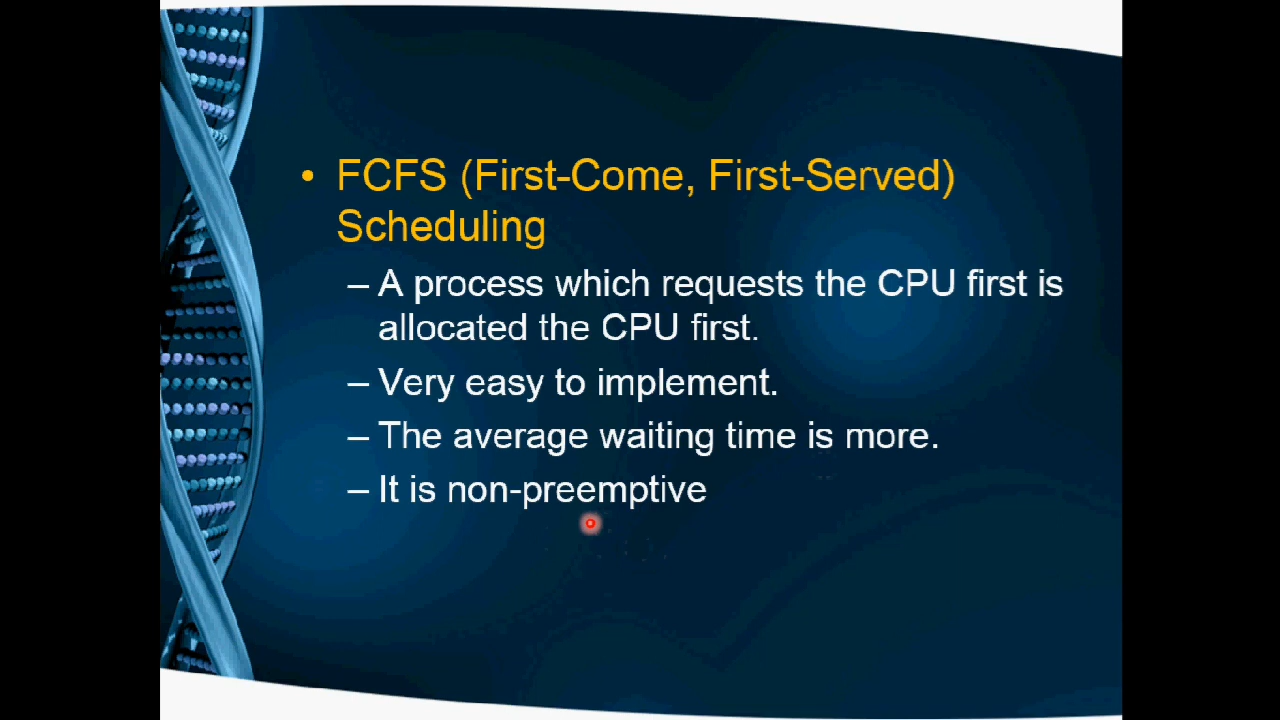 • FCFS (First-Come, First-Served)
Scheduling
– A process which requests the CPU first is
allocated the CPU first.
– Very easy to implement.
– The average waiting time is more.
– It is non-preemptive